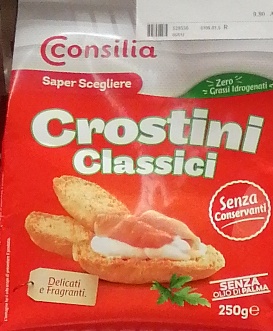 Consilia
Saper Scegliere
Zero
Grassi Idrogenati
Crostini
Classici
Senza
Conservanti
Delicati
e Fragranti.
SENZA
OLIO DI PALMA
250g e